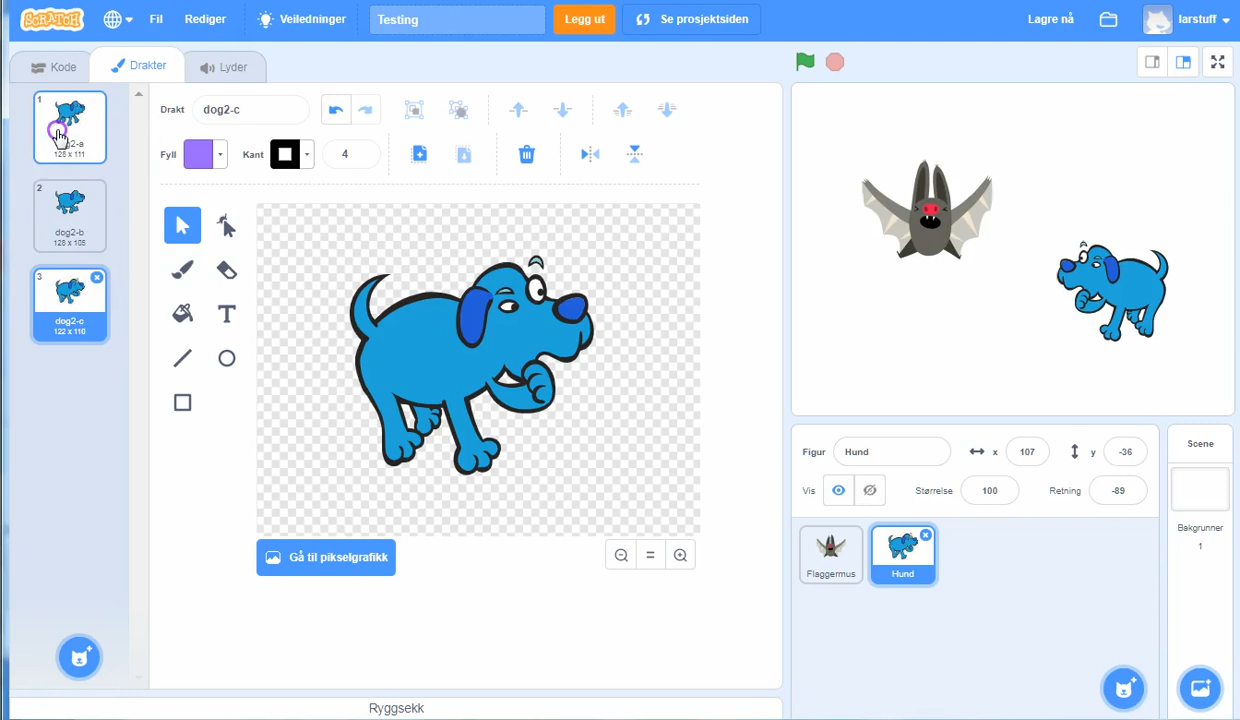 SCRATCH
Fil
Rediger
Veiledninger
Testing
Legg ut
Se prosjektsiden
Lagre nå
larstuff
Kode
Drakter
Lyder
1
128 x 111
2
dog2-b
128 x 105
3
dog2-c
122 x 110
Drakt
dog2-c
Fyll
Kant
4
T
Gå til pikselgrafikk
Figur
Hund
x
107
y
-36
Vis
Størrelse
100
Retning
-89
Flaggermus
Hund
Scene
Bakgrunner
1
Ryggsekk